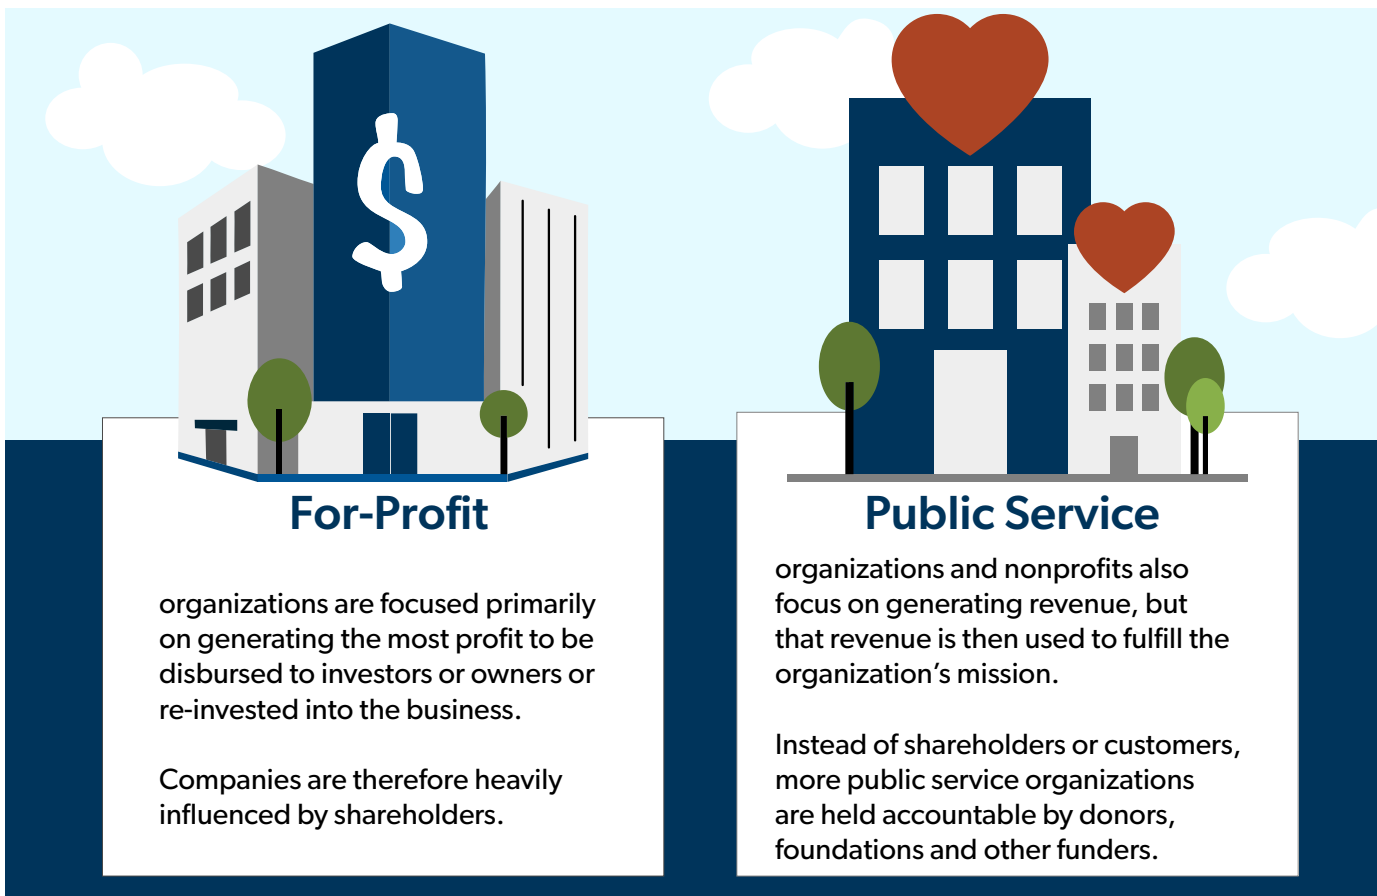 $
For-Profit
organizations are focused primarily
on generating the most profit to be
disbursed to investors or owners or
re-invested into the business.
Companies are therefore heavily
influenced by shareholders.
Public Service
organizations and nonprofits also
focus on generating revenue, but
that revenue is then used to fulfill the
organization’s mission.
Instead of shareholders or customers,
more public service organizations
are held accountable by donors,
foundations and other funders.